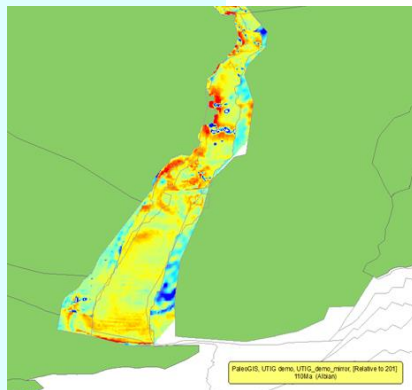 PaleoGIS, UTIG demo, UTIG_demo_mirror, [Relative to 201]
110Ma (Albian)